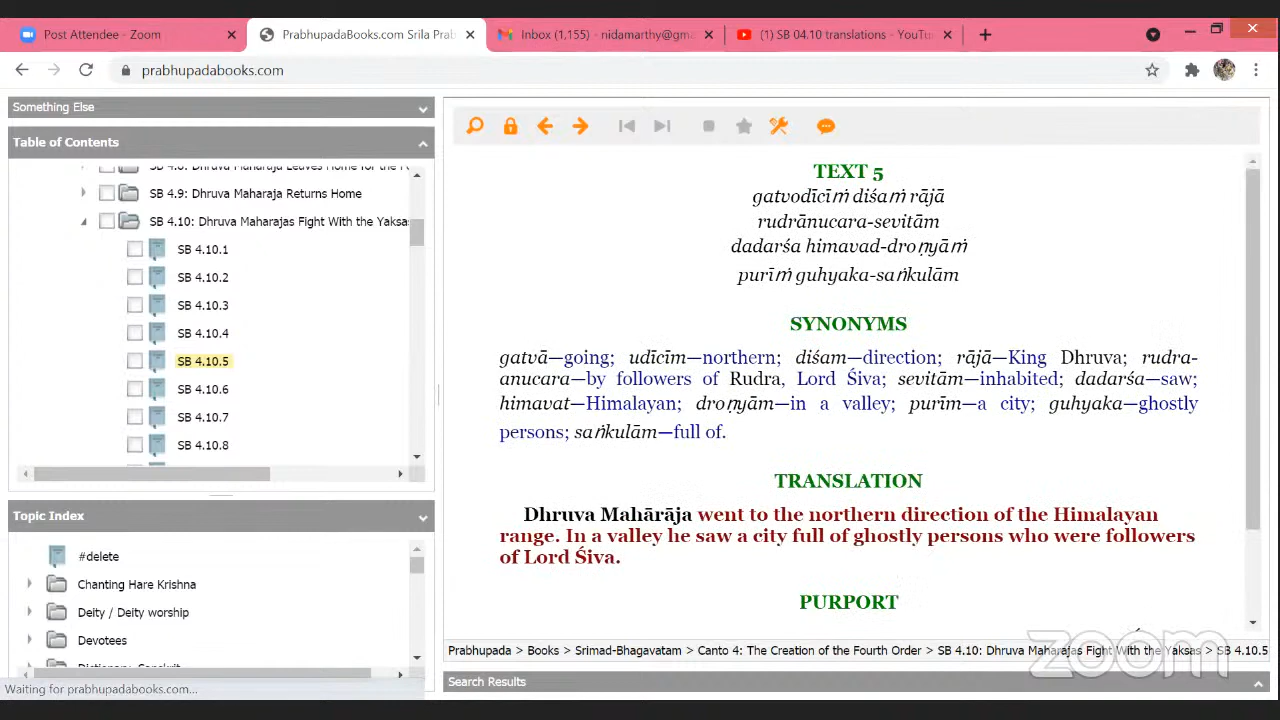 Post Attendee - Zoom
PrabhupadaBooks.com Srila Prab
Inbox (1,155) - nidamarthy@gm
(1) SB 04.10 translations - YouTu
prabhupadabooks.com
Something Else
Table of Contents
SB 4.9: Dhruva Maharaja Returns Home
SB 4.10: Dhruva Maharajas Fight With the Yaksa
SB 4.10.1
SB 4.10.2
SB 4.10.3
SB 4.10.4
SB 4.10.5
SB 4.10.6
SB 4.10.7
SB 4.10.8
Topic Index
#delete
Chanting Hare Krishna
Deity / Deity worship
Devotees
Dictionary, Sanskrit
Waiting for prabhupadabooks.com...
TEXT 5
gatvodīcīṁ diśaṁ rājā
rudrānucara-sevitām
dadarśa himavad-droṇyāṁ
purīṁ guhyaka-saṅkulām
SYNONYMS
gatvā—going; udīcīm—northern; diśam—direction; rājā—King Dhruva; rudra-
anucara—by followers of Rudra, Lord Śiva; sevitām—inhabited; dadarśa—saw;
himavat—Himalayan; droṇyām—in a valley; purīm—a city; guhyaka—ghostly
persons; saṅkulām—full of.
TRANSLATION
Dhruva Mahārāja went to the northern direction of the Himalayan
range. In a valley he saw a city full of ghostly persons who were followers
of Lord Śiva.
PURPORT
Prabhupada > Books > Srimad-Bhagavatam > Canto 4: The Creation of the Fourth Order > SB 4.10: Dhruva Maharajas Fight With the Yaksas > SB 4.10.5
Search Results
zoom